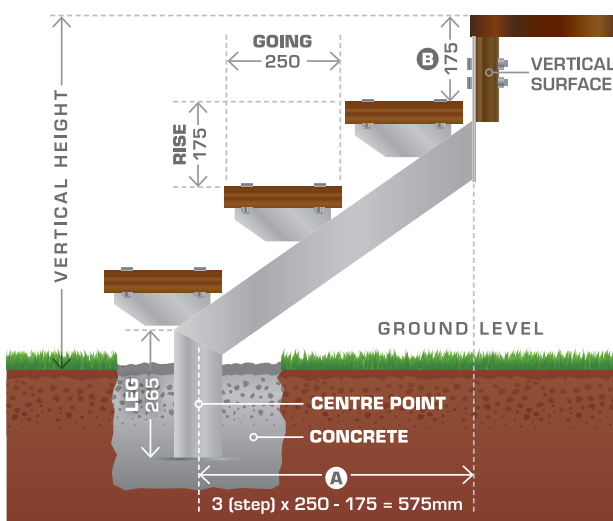 VERTICAL HEIGHT
GOING
250
RISE
175
B
175
VERTICAL
SURFACE
GROUND LEVEL
LEG
265
CENTRE POINT
CONCRETE
A
3 (step) x 250 - 175 = 575mm